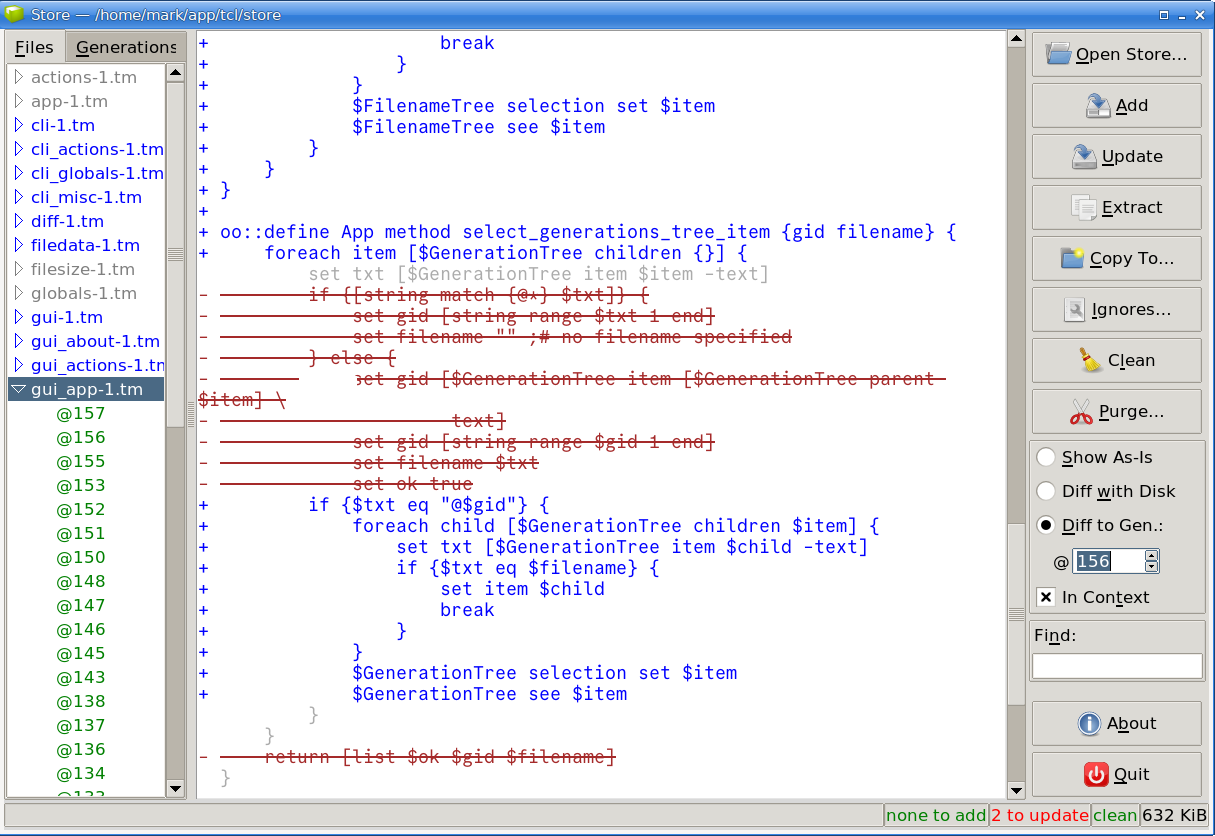 Store — /home/mark/app/tcl/store
Files
Generations
actions-1.tm
app-1.tm
cli-1.tm
cli_actions-1.tm
cli_globals-1.tm
cli_misc-1.tm
diff-1.tm
filedata-1.tm
filesize-1.tm
globals-1.tm
gui-1.tm
gui_about-1.tm
gui_actions-1.tm
gui_app-1.tm
@157
@156
@155
@153
@152
@151
@150
@148
@147
@146
@145
@143
@138
@137
@136
@134
@133
+                     break
+                 }
+             }
+             $FilenameTree selection set $item
+             $FilenameTree see $item
+         }
+     }
+ }
+
+ oo::define App method select_generations_tree_item {gid filename} {
+     foreach item [$GenerationTree children {}] {
          set txt [$GenerationTree item $item -text]
-         if {[string match {@*} $txt]} {
-             set gid [string range $txt 1 end]
-             set filename "" ;# no filename specified
-         } else {
-             set gid [$GenerationTree item [$GenerationTree parent
$item] \
-                      -text]
-             set gid [string range $gid 1 end]
-             set filename $txt
-             set ok true
+         if {$txt eq "@$gid"} {
+             foreach child [$GenerationTree children $item] {
+                 set txt [$GenerationTree item $child -text]
+                 if {$txt eq $filename} {
+                     set item $child
+                     break
+                 }
+             }
+             $GenerationTree selection set $item
+             $GenerationTree see $item
          }
      }
-     return [list $ok $gid $filename]
  }
Open Store...
Add
Update
Extract
Copy To...
Ignores...
Clean
Purge...
Show As-Is
Diff with Disk
Diff to Gen.:
@ 156
In Context
Find:
About
Quit
none to add
2 to update
clean
632 KiB